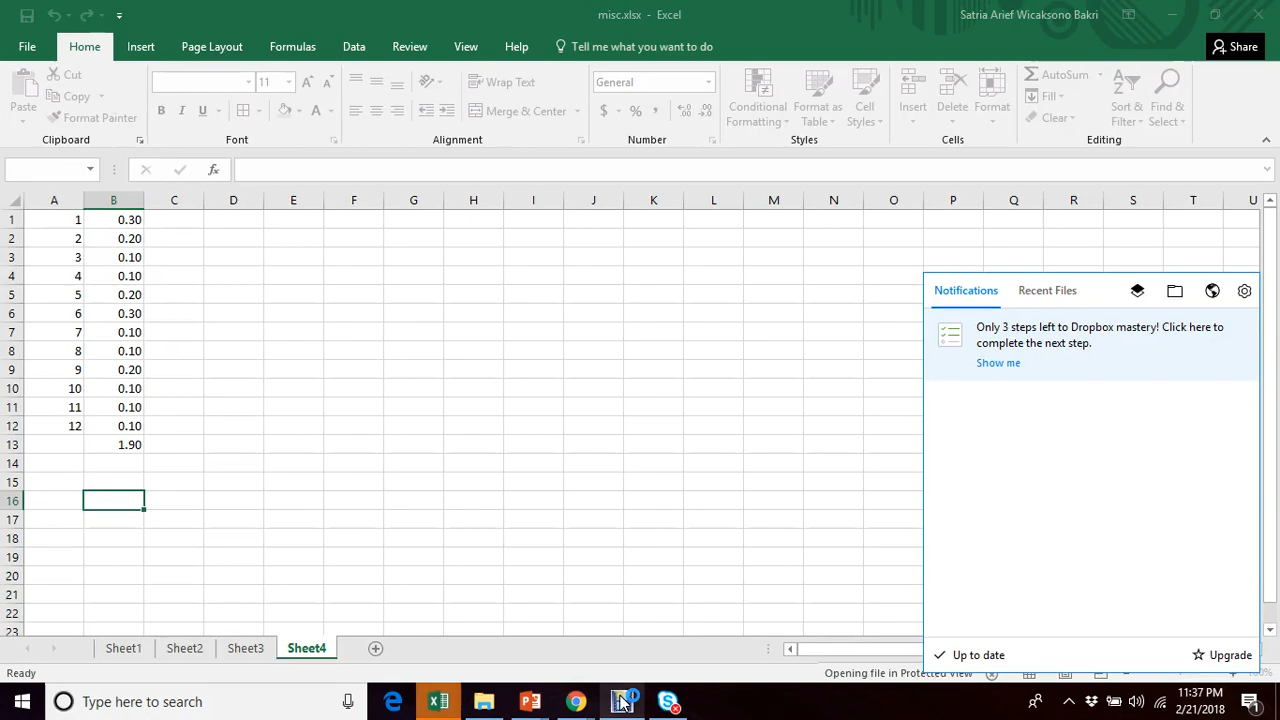 misc.xlsx - Excel
Satria Arief Wicaksono Bakri
File Home Insert Page Layout Formulas Data Review View Help Tell me what you want to do Share
Paste
Cut
Copy
Format Painter
Clipboard
11
B I U
Font
Wrap Text
Merge & Center
Alignment
General
$ % ,
Number
Conditional
Formatting
Format as
Table
Cell
Styles
Styles
Insert
Delete
Format
Cells
AutoSum
Fill
Clear
Sort &
Filter
Find &
Select
Editing
fx
A B C D E F G H I J K L M N O P Q R S T U
1 1 0.30
2 2 0.20
3 3 0.10
4 4 0.10
5 5 0.20
6 6 0.30
7 7 0.10
8 8 0.10
9 9 0.20
10 10 0.10
11 11 0.10
12 12 0.10
13 1.90
14
15
16
17
18
19
20
21
22
23
Notifications Recent Files
Only 3 steps left to Dropbox mastery! Click here to
complete the next step.
Show me
Up to date
Upgrade
Sheet1 Sheet2 Sheet3 Sheet4
Ready
Opening file in Protected View
Type here to search
11:37 PM
2/21/2018